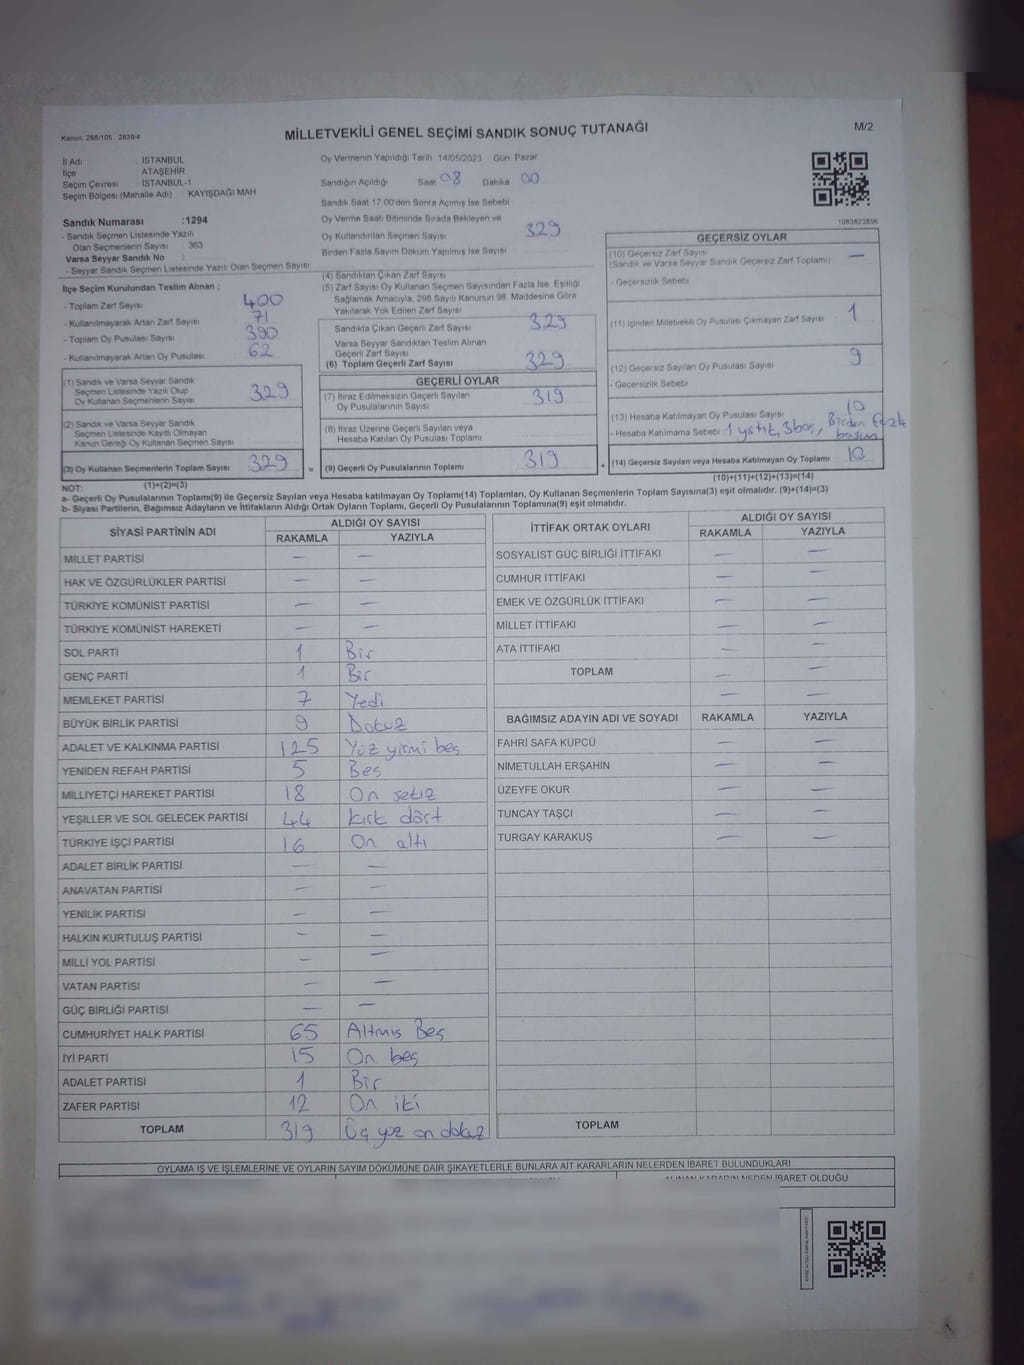 Kanun: 298/105 , 2839/4
MİLLETVEKİLİ GENEL SEÇİMİ SANDIK SONUÇ TUTANAĞI
M/2
İl Adı : İSTANBUL
İlçe : ATAŞEHİR
Seçim Çevresi : İSTANBUL-1
Seçim Bölgesi (Mahalle Adı) : KAYIŞDAĞI MAH
Oy Vermenin Yapıldığı Tarih: 14/05/2023 Gün: Pazar
Sandığın Açıldığı Saat 08 Dakika 00
Sandık Saat 17:00'den Sonra Açılmış İse Sebebi
Sandık Numarası :1294
- Sandık Seçmen Listesinde Yazılı
Olan Seçmenlerin Sayısı : 363
Varsa Seyyar Sandık No :
- Seyyar Sandık Seçmen Listesinde Yazılı Olan Seçmen Sayısı
Oy Verme Saati Bitiminde Sırada Bekleyen ve
Oy Kullandırılan Seçmen Sayısı 329
Birden Fazla Sayım Döküm Yapılmış İse Sayısı
1083823856
İlçe Seçim Kurulundan Teslim Alınan ;
- Toplam Zarf Sayısı 400
- Kullanılmayarak Artan Zarf Sayısı 71
- Toplam Oy Pusulası 390
- Kullanılmayarak Artan Oy Pusulası 62
(1) Sandık ve Varsa Seyyar Sandık
Seçmen Listesinde Yazılı Olup
Oy Kullanan Seçmenlerin Sayısı 329
(2) Sandık ve Varsa Seyyar Sandık
Seçmen Listesinde Kayıtlı Olmayan
Kanun Gereği Oy Kullanan Seçmen Sayısı
(3) Oy Kullanan Seçmenlerin Toplam Sayısı 329 =
(1)+(2)=(3)
(4) Sandıktan Çıkan Zarf Sayısı
(5) Zarf Sayısı Oy Kullanan Seçmen Sayısından Fazla İse, Eşitliği
Sağlamak Amacıyla, 298 Sayılı Kanunun 98. Maddesine Göre
Yakılarak Yok Edilen Zarf Sayısı
Sandıkta Çıkan Geçerli Zarf Sayısı 329
Varsa Seyyar Sandıktan Teslim Alınan
Geçerli Zarf Sayısı
(6) Toplam Geçerli Zarf Sayısı 329
GEÇERLİ OYLAR
(7) İtiraz Edilmeksizin Geçerli Sayılan
Oy Pusulalarının Sayısı 319
(8) İtiraz Üzerine Geçerli Sayılan veya
Hesaba Katılan Oy Pusulası Toplamı
(9) Geçerli Oy Pusulalarının Toplamı 319 +
GEÇERSİZ OYLAR
(10) Geçersiz Zarf Sayısı —
(Sandık ve Varsa Seyyar Sandık Geçersiz Zarf Toplamı)
- Geçersizlik Sebebi
(11) İçinden Milletvekili Oy Pusulası Çıkmayan Zarf Sayısı 1
(12) Geçersiz Sayılan Oy Pusulası Sayısı 9
- Geçersizlik Sebebi
(13) Hesaba Katılmayan Oy Pusulası Sayısı 10
- Hesaba Katılmama Sebebi 1 yırtık, 3 boş, Birden Fazla
basım
(14) Geçersiz Sayılan veya Hesaba Katılmayan Oy Toplamı 10
(10)+(11)+(12)+(13)=(14)
NOT:
a- Geçerli Oy Pusulalarının Toplamı(9) ile Geçersiz Sayılan veya Hesaba katılmayan Oy Toplamı(14) Toplamları, Oy Kullanan Seçmenlerin Toplam Sayısına(3) eşit olmalıdır. (9)+(14)=(3)
b- Siyasi Partilerin, Bağımsız Adayların ve İttifakların Aldığı Ortak Oyların Toplamı, Geçerli Oy Pusulalarının Toplamına(9) eşit olmalıdır.
SİYASİ PARTİNİN ADI ALDIĞI OY SAYISI
RAKAMLA YAZIYLA
MİLLET PARTİSİ — —
HAK VE ÖZGÜRLÜKLER PARTİSİ — —
TÜRKİYE KOMÜNİST PARTİSİ — —
TÜRKİYE KOMÜNİST HAREKETİ — —
SOL PARTİ 1 Bir
GENÇ PARTİ 1 Bir
MEMLEKET PARTİSİ 7 Yedi
BÜYÜK BİRLİK PARTİSİ 9 Dokuz
ADALET VE KALKINMA PARTİSİ 125 Yüz yirmi beş
YENİDEN REFAH PARTİSİ 5 Beş
MİLLİYETÇİ HAREKET PARTİSİ 18 On sekiz
YEŞİLLER VE SOL GELECEK PARTİSİ 44 kırk dört
TÜRKİYE İŞÇİ PARTİSİ 16 On altı
ADALET BİRLİK PARTİSİ — —
ANAVATAN PARTİSİ — —
YENİLİK PARTİSİ — —
HALKIN KURTULUŞ PARTİSİ — —
MİLLİ YOL PARTİSİ — —
VATAN PARTİSİ — —
GÜÇ BİRLİĞİ PARTİSİ — —
CUMHURİYET HALK PARTİSİ 65 Altmış Beş
İYİ PARTİ 15 On beş
ADALET PARTİSİ 1 Bir
ZAFER PARTİSİ 12 On iki
TOPLAM 319 Üç yüz on dokuz
İTTİFAK ORTAK OYLARI ALDIĞI OY SAYISI
RAKAMLA YAZIYLA
SOSYALİST GÜÇ BİRLİĞİ İTTİFAKI — —
CUMHUR İTTİFAKI — —
EMEK VE ÖZGÜRLÜK İTTİFAKI — —
MİLLET İTTİFAKI — —
ATA İTTİFAKI — —
TOPLAM — —
— —
BAĞIMSIZ ADAYIN ADI VE SOYADI RAKAMLA YAZIYLA
FAHRİ SAFA KÜPCÜ — —
NİMETULLAH ERŞAHİN — —
ÜZEYFE OKUR — —
TUNCAY TAŞÇI — —
TURGAY KARAKUŞ — —
TOPLAM
OYLAMA İŞ VE İŞLEMLERİNE VE OYLARIN SAYIM DÖKÜMÜNE DAİR ŞİKAYETLERLE BUNLARA AİT KARARLARIN NELERDEN İBARET BULUNDUKLARI
ALINAN KARARIN NEDEN İBARET OLDUĞU